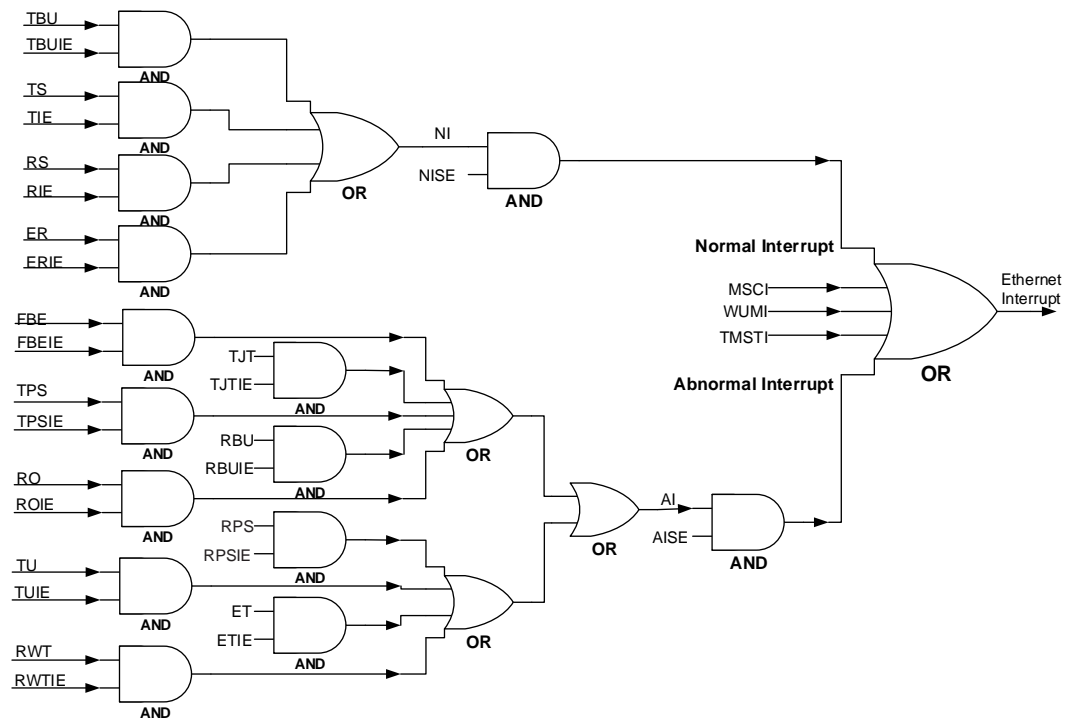 TBU
TBUIE
AND
TS
TIE
AND
RS
RIE
AND
ER
ERIE
AND
OR
NI
NISE
AND
Normal Interrupt
MSCI
WUMI
TMSTI
Abnormal Interrupt
OR
Ethernet
Interrupt
FBE
FBEIE
AND
TJT
TJTIE
AND
TPS
TPSIE
AND
RBU
RBUIE
AND
OR
RO
ROIE
AND
RPS
RPSIE
AND
TU
TUIE
AND
ET
ETIE
AND
OR
RWT
RWTIE
AND
OR
AI
AISE
AND